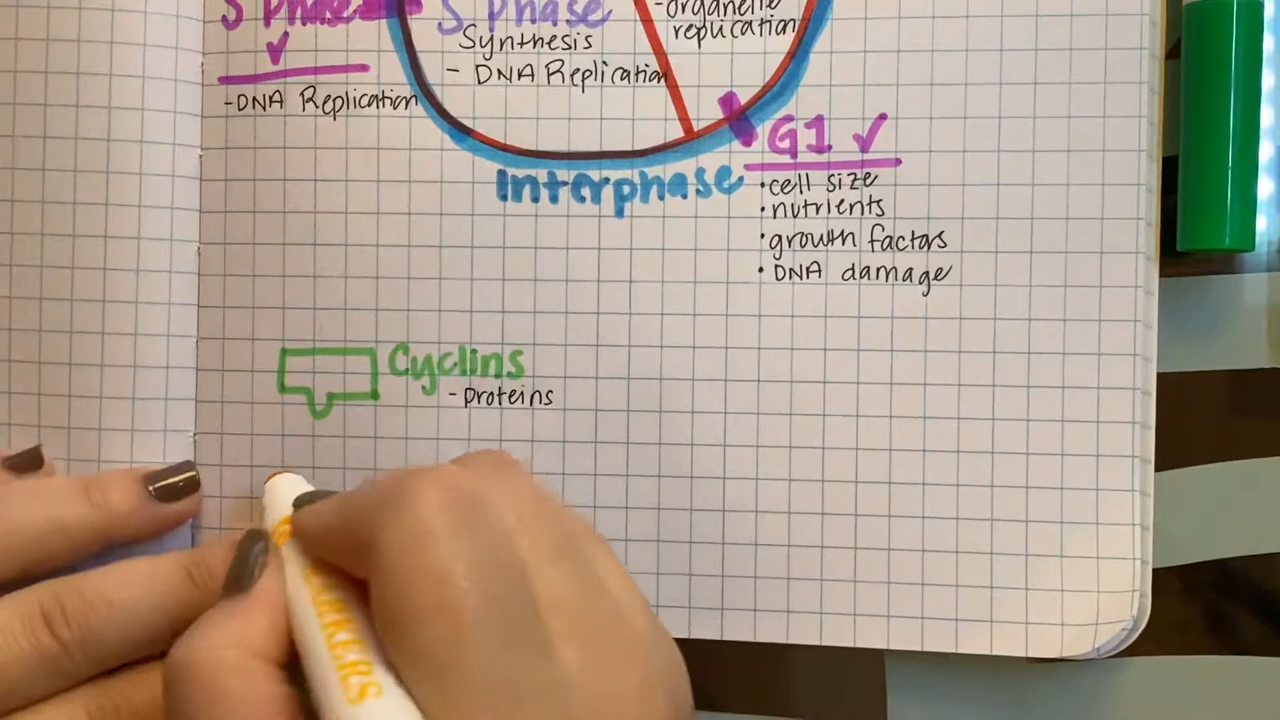 S Phase
✓
-DNA Replication
S Phase
Synthesis
- DNA Replication
-organelle
replication
Interphase
G1 ✓
•cell size
•nutrients
•growth factors
•DNA damage
Cyclins
-proteins